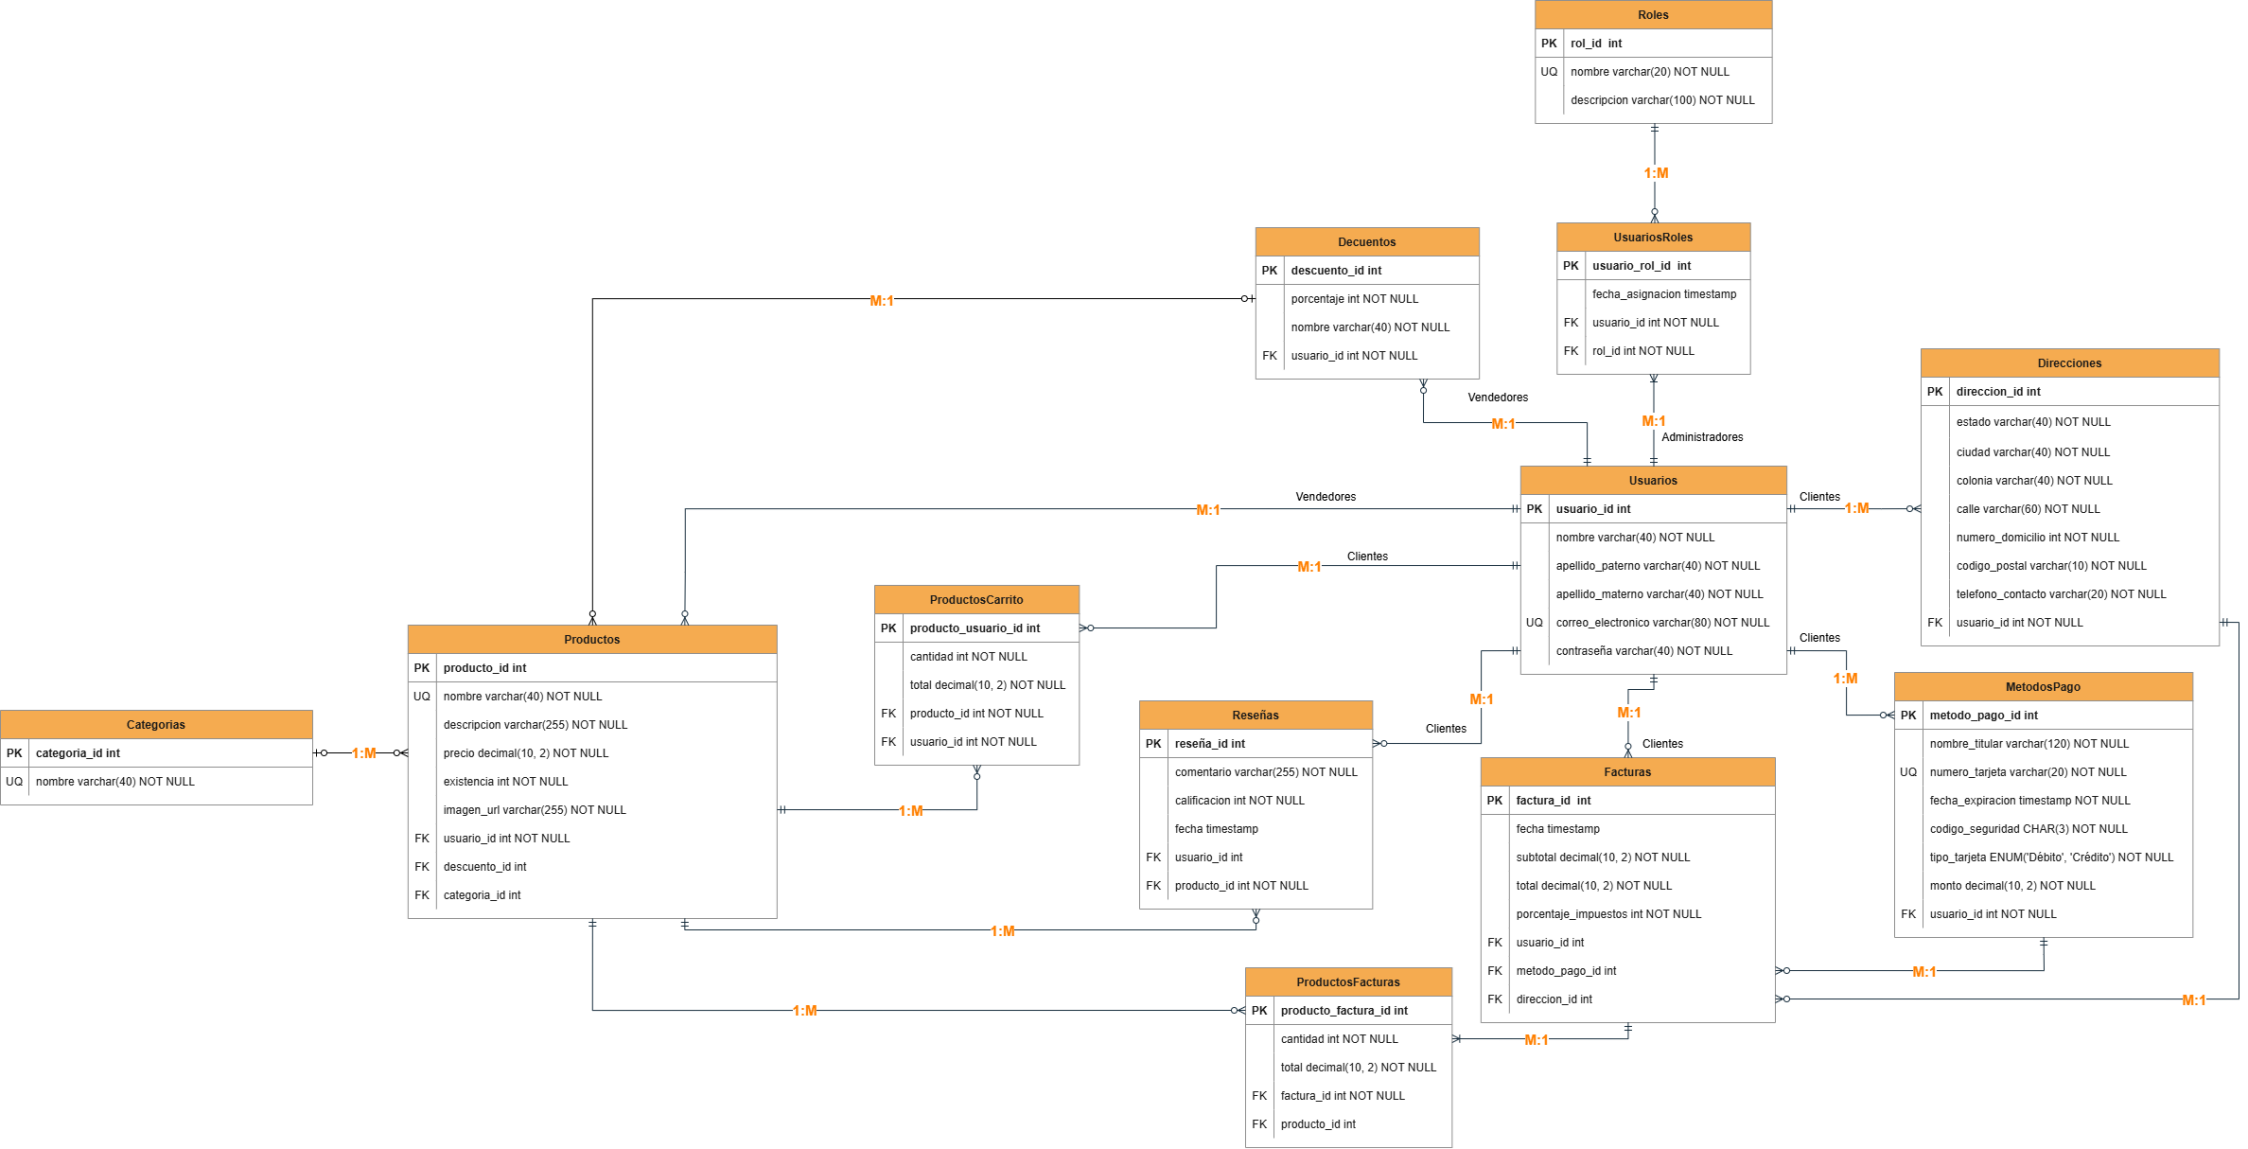 Roles
PK rol_id int
UQ nombre varchar(20) NOT NULL
descripcion varchar(100) NOT NULL
1:M
UsuariosRoles
PK usuario_rol_id int
fecha_asignacion timestamp
FK usuario_id int NOT NULL
FK rol_id int NOT NULL
M:1
Administradores
Decuentos
PK descuento_id int
porcentaje int NOT NULL
nombre varchar(40) NOT NULL
FK usuario_id int NOT NULL
M:1
Vendedores
M:1
Direcciones
PK direccion_id int
estado varchar(40) NOT NULL
ciudad varchar(40) NOT NULL
colonia varchar(40) NOT NULL
calle varchar(60) NOT NULL
numero_domicilio int NOT NULL
codigo_postal varchar(10) NOT NULL
telefono_contacto varchar(20) NOT NULL
FK usuario_id int NOT NULL
Usuarios
PK usuario_id int
nombre varchar(40) NOT NULL
apellido_paterno varchar(40) NOT NULL
apellido_materno varchar(40) NOT NULL
UQ correo_electronico varchar(80) NOT NULL
contraseña varchar(40) NOT NULL
Clientes
1:M
Vendedores
M:1
Clientes
M:1
Clientes
1:M
ProductosCarrito
PK producto_usuario_id int
cantidad int NOT NULL
total decimal(10, 2) NOT NULL
FK producto_id int NOT NULL
FK usuario_id int NOT NULL
1:M
Productos
PK producto_id int
UQ nombre varchar(40) NOT NULL
descripcion varchar(255) NOT NULL
precio decimal(10, 2) NOT NULL
existencia int NOT NULL
imagen_url varchar(255) NOT NULL
FK usuario_id int NOT NULL
FK descuento_id int
FK categoria_id int
Categorias
PK categoria_id int
UQ nombre varchar(40) NOT NULL
1:M
Reseñas
PK reseña_id int
comentario varchar(255) NOT NULL
calificacion int NOT NULL
fecha timestamp
FK usuario_id int
FK producto_id int NOT NULL
M:1
Clientes
1:M
M:1
Clientes
Facturas
PK factura_id int
fecha timestamp
subtotal decimal(10, 2) NOT NULL
total decimal(10, 2) NOT NULL
porcentaje_impuestos int NOT NULL
FK usuario_id int
FK metodo_pago_id int
FK direccion_id int
MetodosPago
PK metodo_pago_id int
nombre_titular varchar(120) NOT NULL
UQ numero_tarjeta varchar(20) NOT NULL
fecha_expiracion timestamp NOT NULL
codigo_seguridad CHAR(3) NOT NULL
tipo_tarjeta ENUM('Débito', 'Crédito') NOT NULL
monto decimal(10, 2) NOT NULL
FK usuario_id int NOT NULL
M:1
M:1
ProductosFacturas
PK producto_factura_id int
cantidad int NOT NULL
total decimal(10, 2) NOT NULL
FK factura_id int NOT NULL
FK producto_id int
1:M
M:1